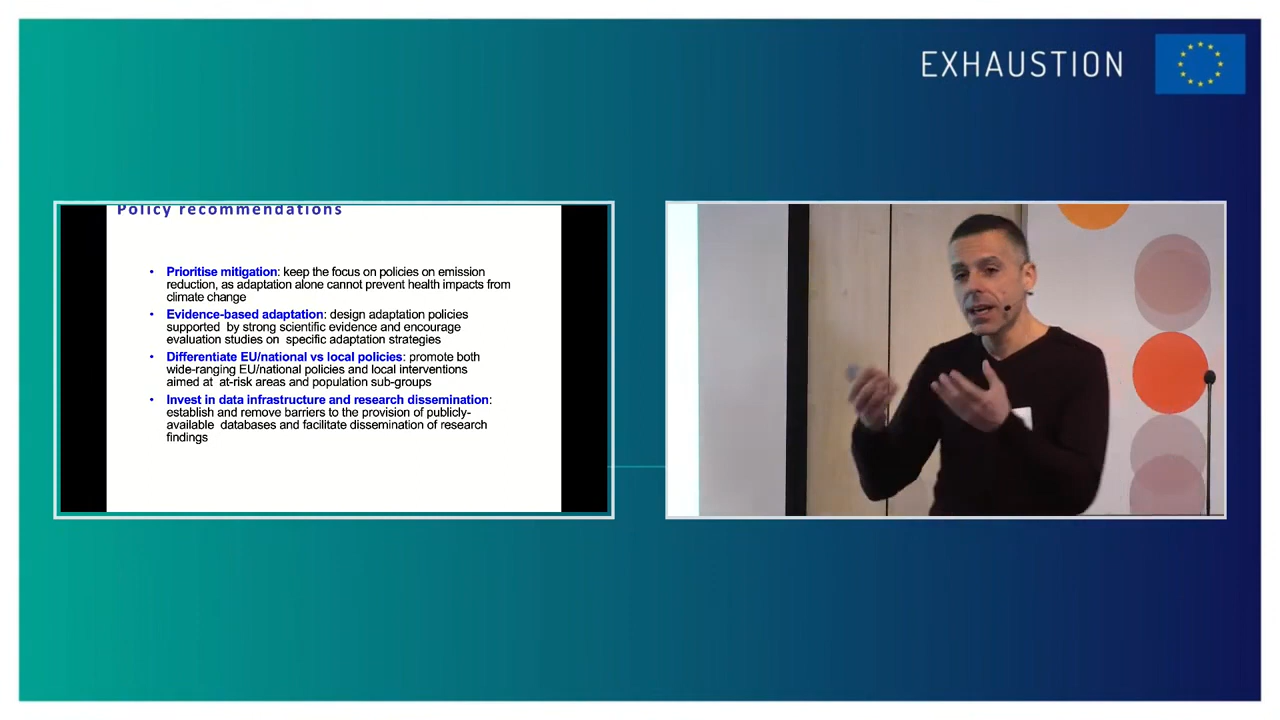 EXHAUSTION
Policy recommendations
• Prioritise mitigation: keep the focus on policies on emission
reduction, as adaptation alone cannot prevent health impacts from
climate change
• Evidence-based adaptation: design adaptation policies
supported by strong scientific evidence and encourage
evaluation studies on specific adaptation strategies
• Differentiate EU/national vs local policies: promote both
wide-ranging EU/national policies and local interventions
aimed at at-risk areas and population sub-groups
• Invest in data infrastructure and research dissemination:
establish and remove barriers to the provision of publicly-
available databases and facilitate dissemination of research
findings